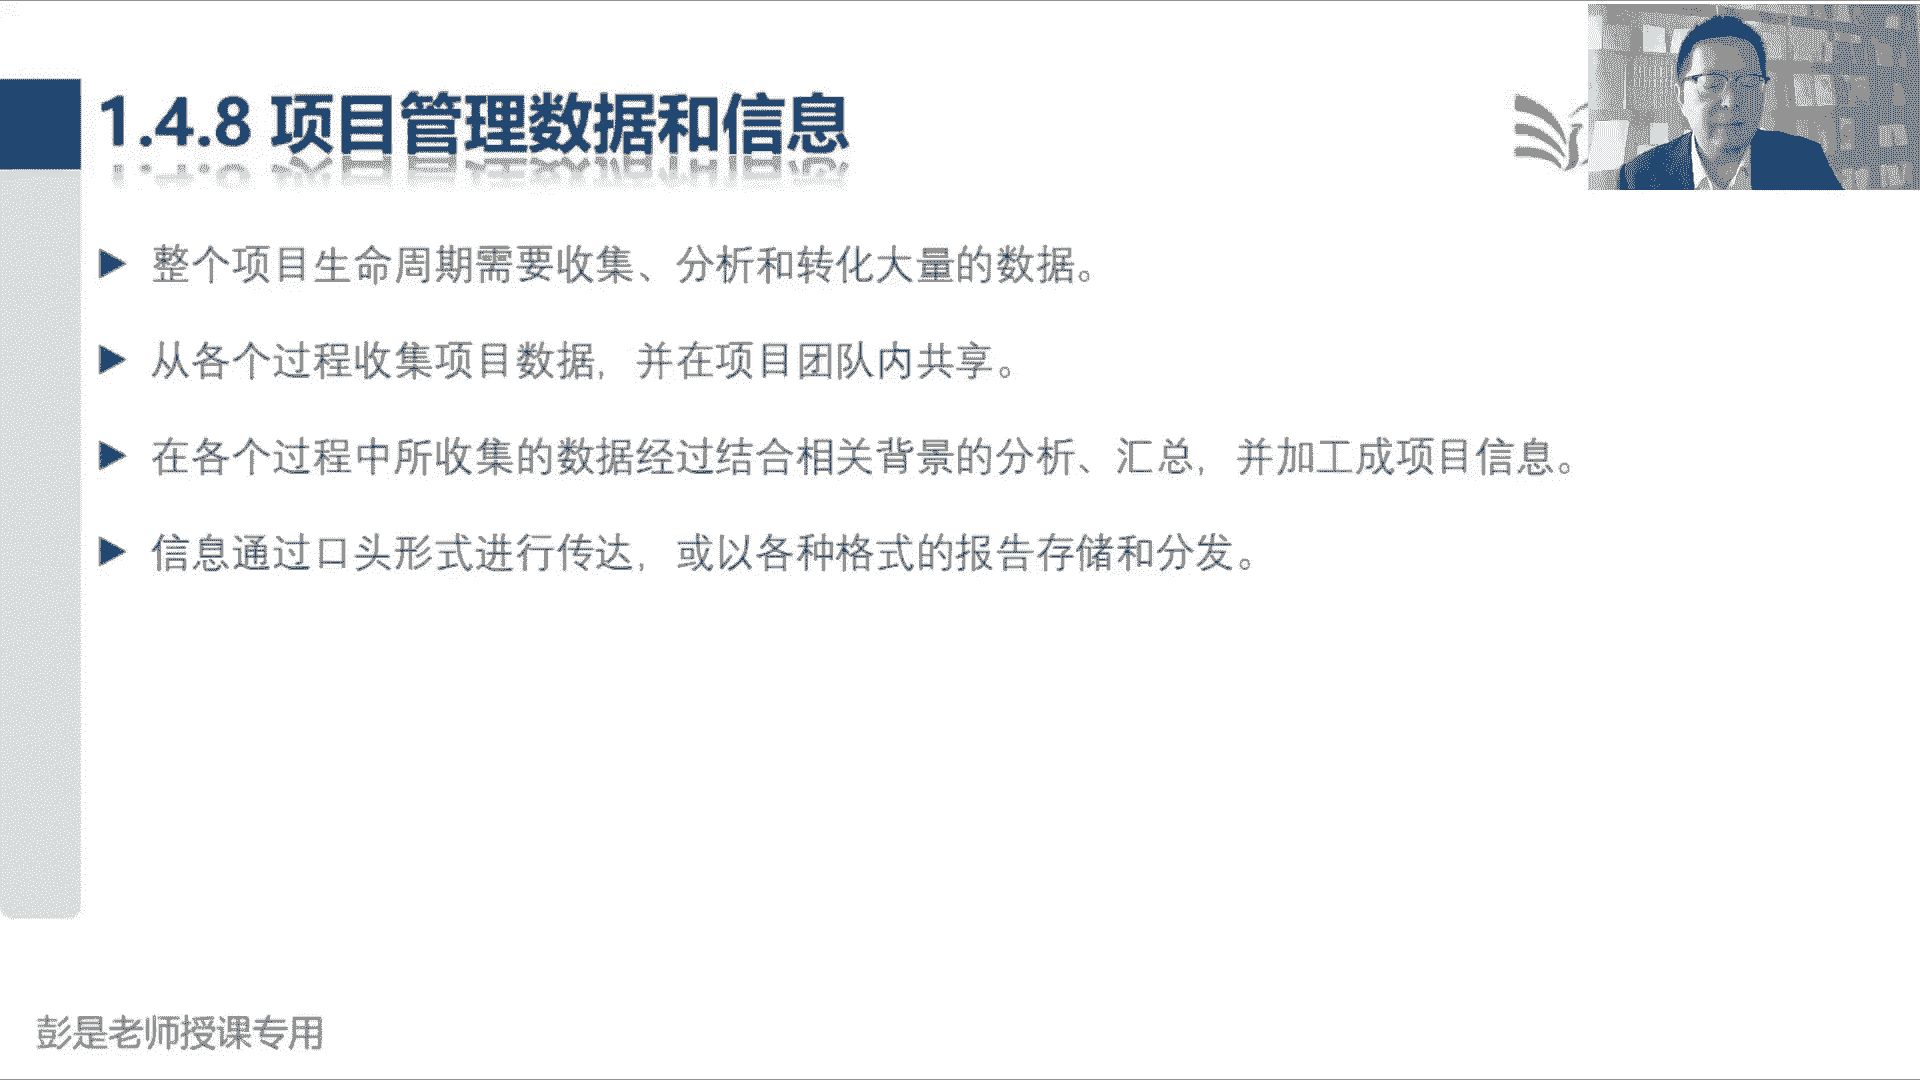 1.4.8 项目管理数据和信息
整个项目生命周期需要收集、分析和转化大量的数据。
从各个过程收集项目数据，并在项目团队内共享。
在各个过程中所收集的数据经过结合相关背景的分析、汇总，并加工成项目信息。
信息通过口头形式进行传达，或以各种格式的报告存储和分发。
彭是老师授课专用